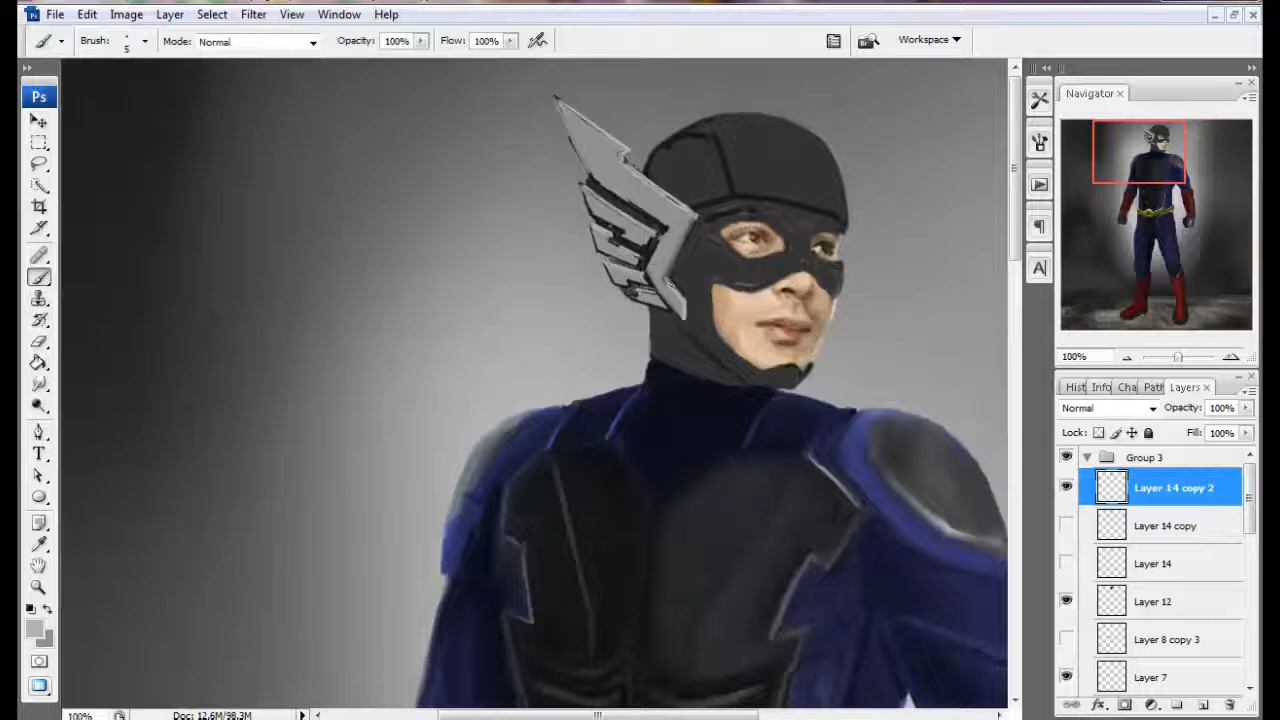 Ps File Edit Image Layer Select Filter View Window Help
Brush: 5 Mode: Normal Opacity: 100% Flow: 100% Workspace
Ps
Navigator
100%
Hist Info Cha Path Layers
Normal Opacity: 100%
Lock: Fill: 100%
Group 3
Layer 14 copy 2
Layer 14 copy
Layer 14
Layer 12
Layer 8 copy 3
Layer 7
100% Doc: 12.6M/98.3M